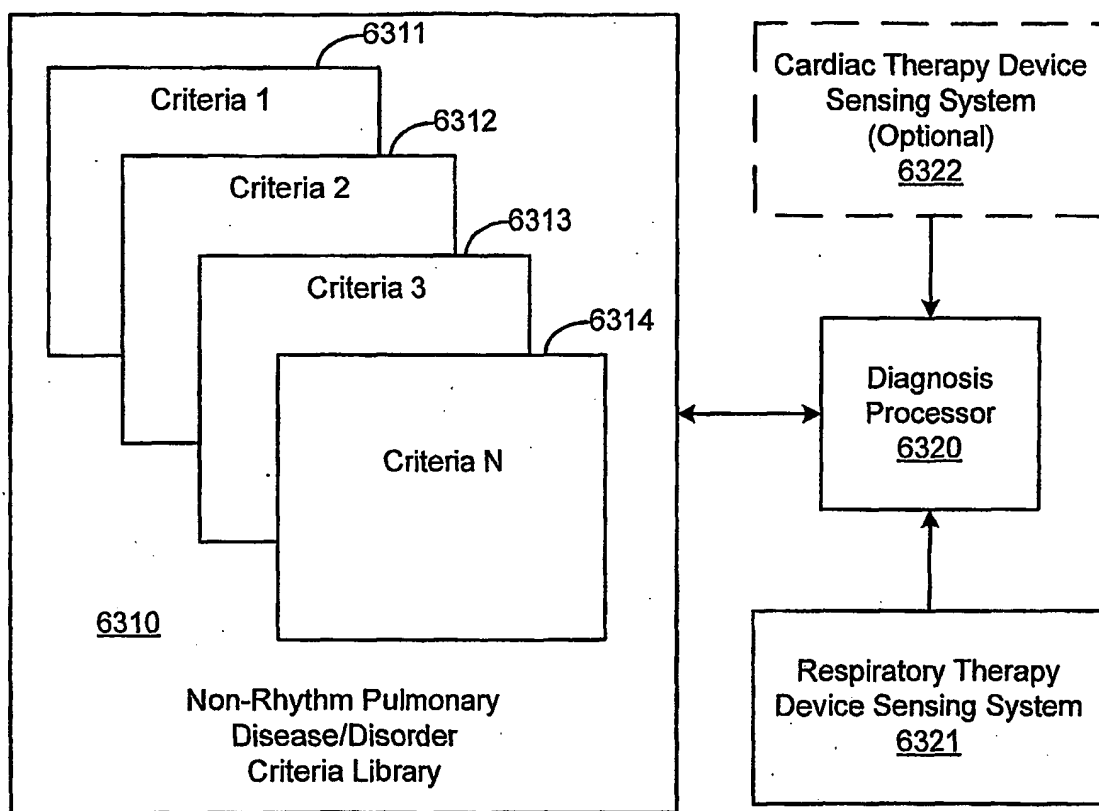 6311
Criteria 1
6312
Criteria 2
6313
Criteria 3
6314
Criteria N
6310
Non-Rhythm Pulmonary
Disease/Disorder
Criteria Library
Cardiac Therapy Device
Sensing System
(Optional)
6322
Diagnosis
Processor
6320
Respiratory Therapy
Device Sensing System
6321